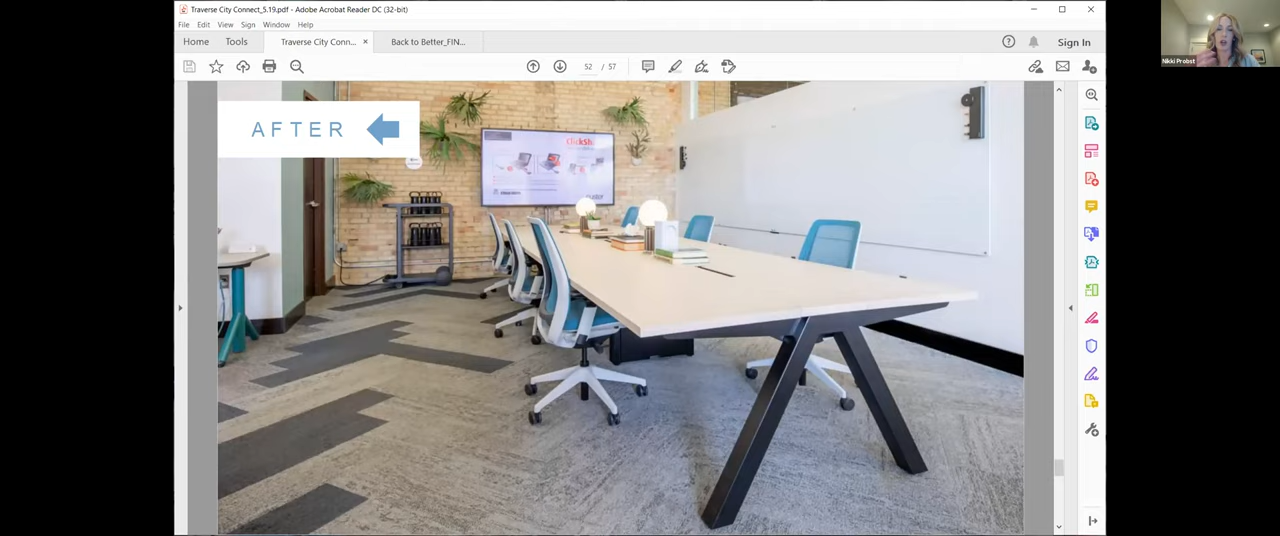 Traverse City Connect_5.19.pdf - Adobe Acrobat Reader DC (32-bit)
File Edit View Sign Window Help
Home Tools Traverse City Conn... × Back to Better_FIN... Sign In
52 / 57
AFTER
ClickSh
Nikki Probst